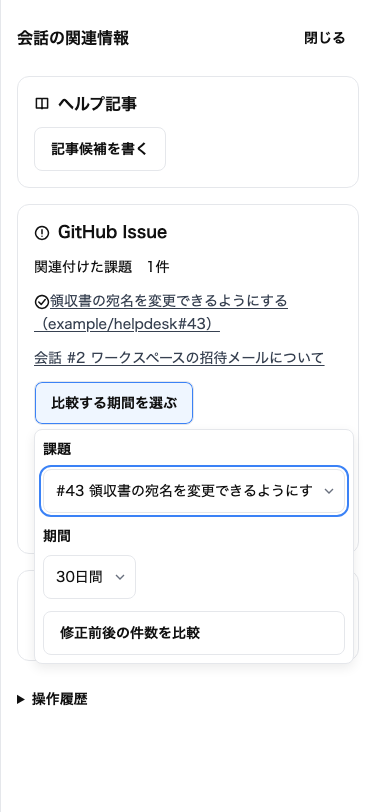 会話の関連情報
閉じる
ヘルプ記事
記事候補を書く
GitHub Issue
関連付けた課題 1件
領収書の宛名を変更できるようにする
（example/helpdesk#43）
会話 #2 ワークスペースの招待メールについて
比較する期間を選ぶ
課題
#43 領収書の宛名を変更できるようにす
期間
30日間
修正前後の件数を比較
操作履歴